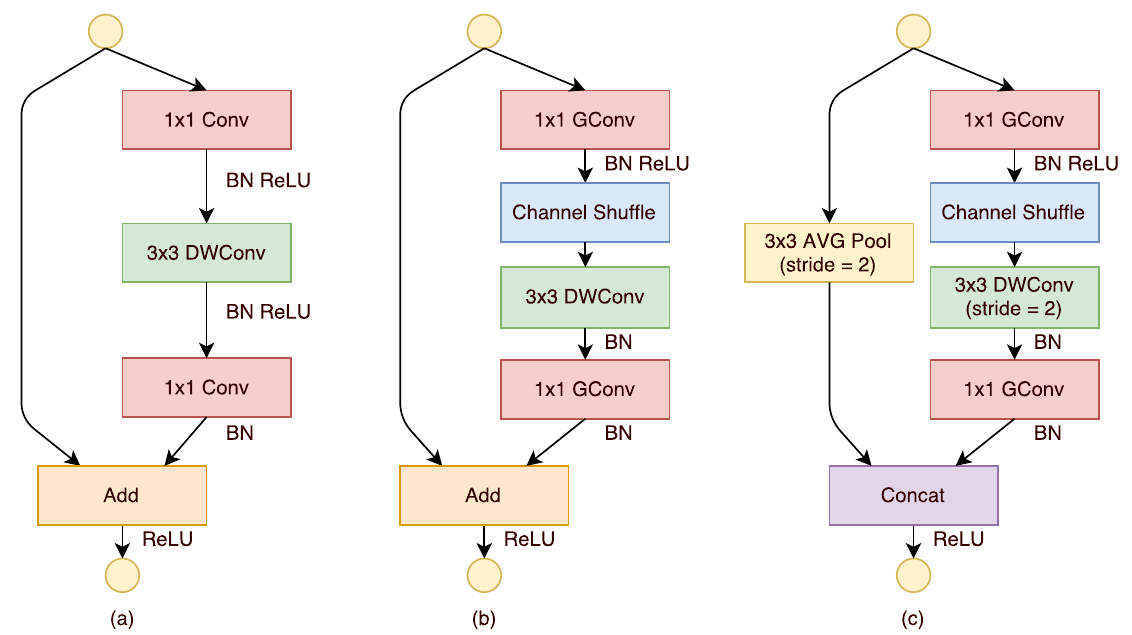 1x1 Conv
BN ReLU
3x3 DWConv
BN ReLU
1x1 Conv
BN
Add
ReLU
(a)
1x1 GConv
BN ReLU
Channel Shuffle
3x3 DWConv
BN
1x1 GConv
BN
Add
ReLU
(b)
1x1 GConv
BN ReLU
Channel Shuffle
3x3 AVG Pool
(stride = 2)
3x3 DWConv
(stride = 2)
BN
1x1 GConv
BN
Concat
ReLU
(c)